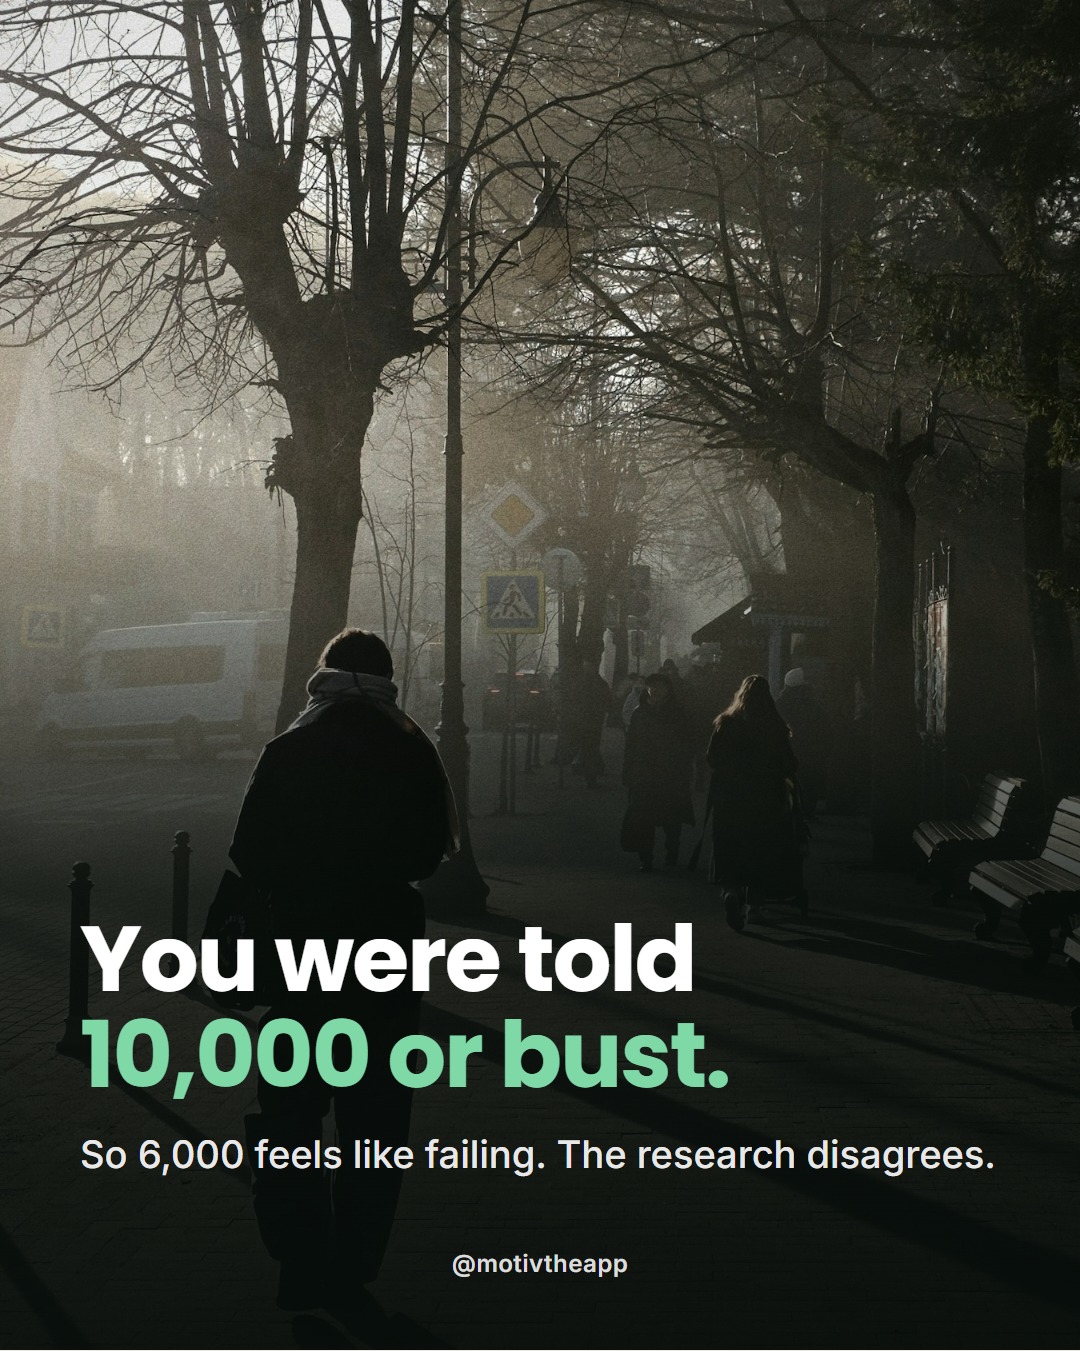 You were told
10,000 or bust.
So 6,000 feels like failing. The research disagrees.
@motivtheapp